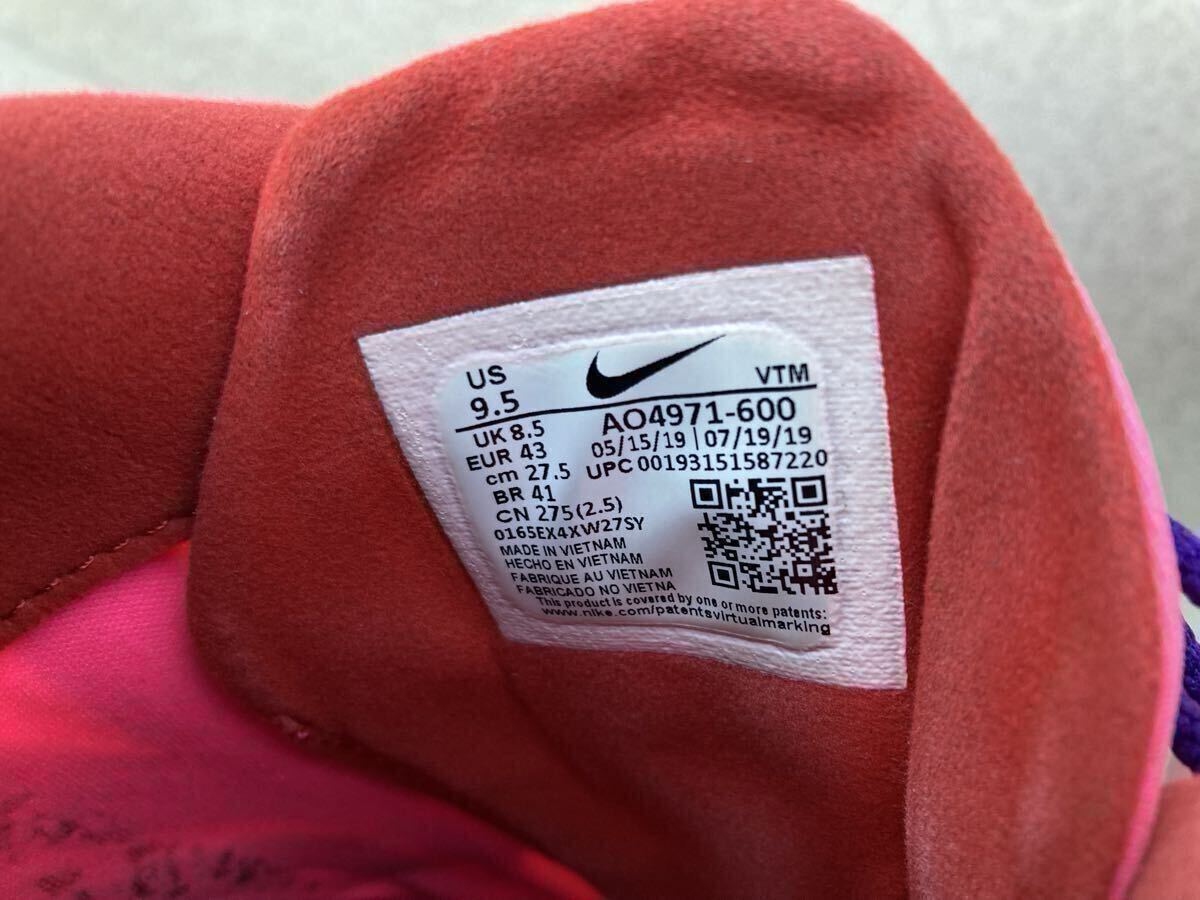 US
9.5
VTM
UK 8.5
EUR 43
cm 27.5
BR 41
CN 275(2.5)
AO4971-600
05/15/19 07/19/19
UPC 00193151587220
0165EX4XW27SY
MADE IN VIETNAM
HECHO EN VIETNAM
FABRIQUE AU VIETNAM
FABRICADO NO VIETNA
This product is covered by one or more patents:
www.nike.com/patentsvirtualmarking